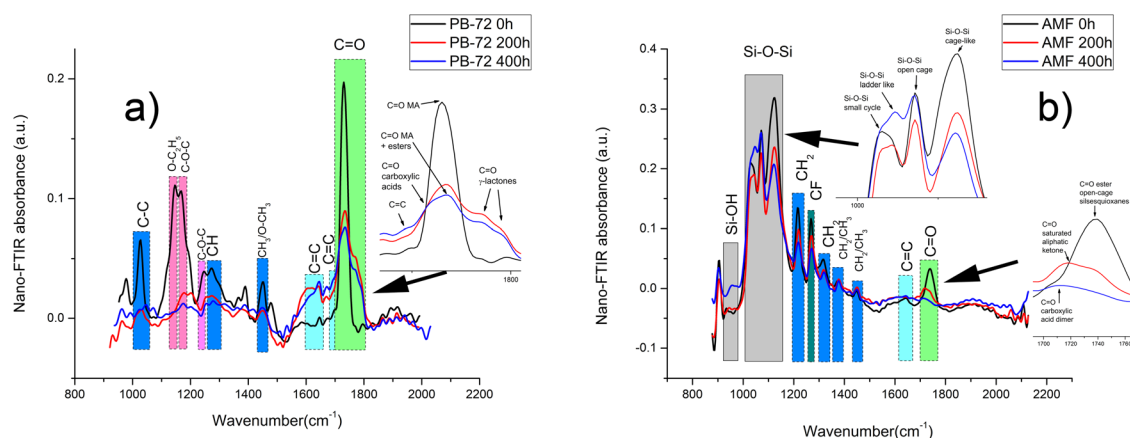 a)
PB-72 0h
PB-72 200h
PB-72 400h
C=O
C-C
O-C2H5
C-O-C
C-O-C
CH
CH3/O-CH3
C=C
C=C
C=O MA
C=O MA
+ esters
C=O
carboxylic
acids
C=C
C=O
γ-lactones
1800
0.2
0.1
0.0
Nano-FTIR absorbance (a.u.)
800
1000
1200
1400
1600
1800
2000
2200
Wavenumber(cm-1)
b)
AMF 0h
AMF 200h
AMF 400h
Si-O-Si
Si-OH
CH2
CF
CH2
CH2/CH3
CH2/CH3
C=C
C=O
Si-O-Si
cage-like
Si-O-Si
open cage
Si-O-Si
ladder like
Si-O-Si
small cycle
1000
C=O ester
open-cage
silsesquioxanes
C=O
saturated
aliphatic
ketone
C=O
carboxylic
acid dimer
1700
1720
1740
1760
0.4
0.3
0.2
0.1
0.0
-0.1
Nano-FTIR absorbance (a.u.)
800
1000
1200
1400
1600
1800
2000
2200
Wavenumber(cm-1)